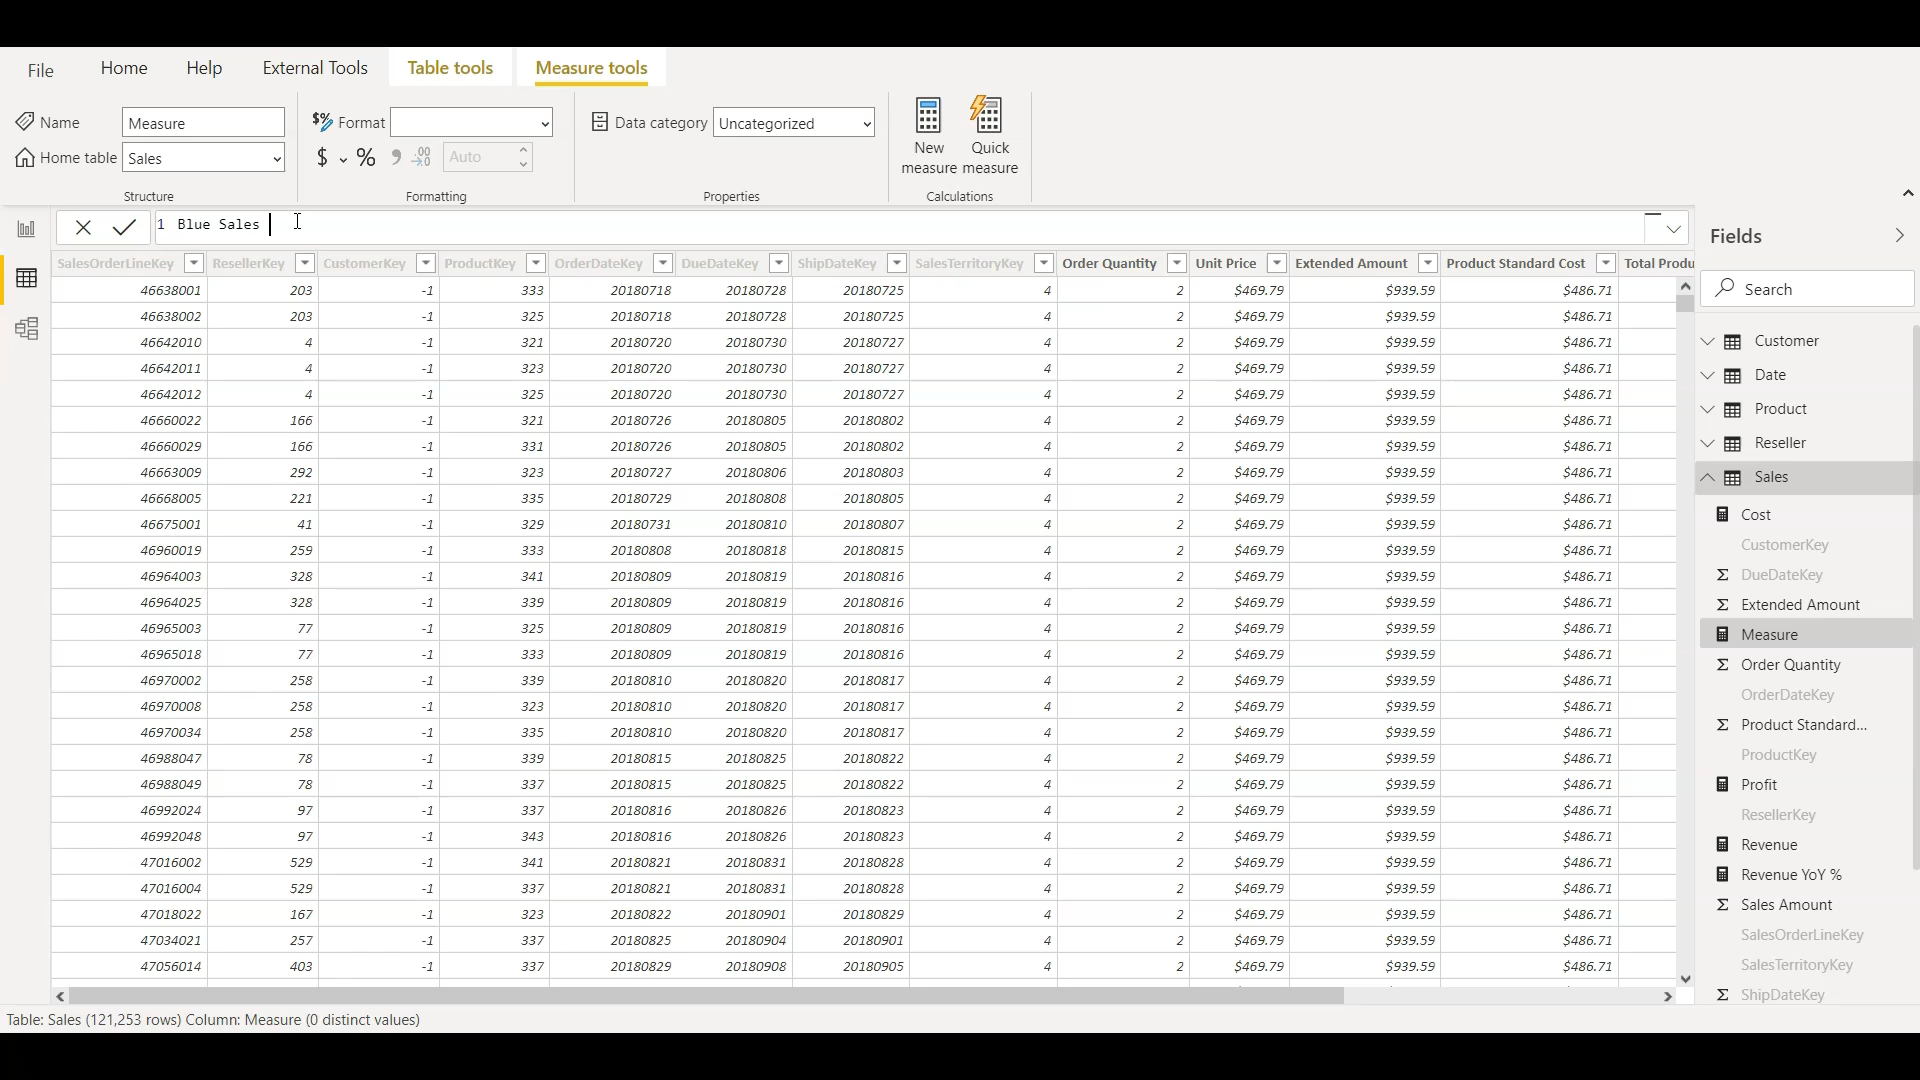 File Home Help External Tools Table tools Measure tools
Name Measure
Home table Sales
Structure
$% Format
$ % , .00 →.0 Auto
Formatting
Data category Uncategorized
Properties
New measure
Quick measure
Calculations
1 Blue Sales
SalesOrderLineKey ResellerKey CustomerKey ProductKey OrderDateKey DueDateKey ShipDateKey SalesTerritoryKey Order Quantity Unit Price Extended Amount Product Standard Cost Total Produ
46638001 203 -1 333 20180718 20180728 20180725 4 2 $469.79 $939.59 $486.71
46638002 203 -1 325 20180718 20180728 20180725 4 2 $469.79 $939.59 $486.71
46642010 4 -1 321 20180720 20180730 20180727 4 2 $469.79 $939.59 $486.71
46642011 4 -1 323 20180720 20180730 20180727 4 2 $469.79 $939.59 $486.71
46642012 4 -1 325 20180720 20180730 20180727 4 2 $469.79 $939.59 $486.71
46660022 166 -1 321 20180726 20180805 20180802 4 2 $469.79 $939.59 $486.71
46660029 166 -1 331 20180726 20180805 20180802 4 2 $469.79 $939.59 $486.71
46663009 292 -1 323 20180727 20180806 20180803 4 2 $469.79 $939.59 $486.71
46668005 221 -1 335 20180729 20180808 20180805 4 2 $469.79 $939.59 $486.71
46675001 41 -1 329 20180731 20180810 20180807 4 2 $469.79 $939.59 $486.71
46960019 259 -1 333 20180808 20180818 20180815 4 2 $469.79 $939.59 $486.71
46964003 328 -1 341 20180809 20180819 20180816 4 2 $469.79 $939.59 $486.71
46964025 328 -1 339 20180809 20180819 20180816 4 2 $469.79 $939.59 $486.71
46965003 77 -1 325 20180809 20180819 20180816 4 2 $469.79 $939.59 $486.71
46965018 77 -1 333 20180809 20180819 20180816 4 2 $469.79 $939.59 $486.71
46970002 258 -1 339 20180810 20180820 20180817 4 2 $469.79 $939.59 $486.71
46970008 258 -1 323 20180810 20180820 20180817 4 2 $469.79 $939.59 $486.71
46970034 258 -1 335 20180810 20180820 20180817 4 2 $469.79 $939.59 $486.71
46988047 78 -1 339 20180815 20180825 20180822 4 2 $469.79 $939.59 $486.71
46988049 78 -1 337 20180815 20180825 20180822 4 2 $469.79 $939.59 $486.71
46992024 97 -1 337 20180816 20180826 20180823 4 2 $469.79 $939.59 $486.71
46992048 97 -1 343 20180816 20180826 20180823 4 2 $469.79 $939.59 $486.71
47016002 529 -1 341 20180821 20180831 20180828 4 2 $469.79 $939.59 $486.71
47016004 529 -1 337 20180821 20180831 20180828 4 2 $469.79 $939.59 $486.71
47018022 167 -1 323 20180822 20180901 20180829 4 2 $469.79 $939.59 $486.71
47034021 257 -1 337 20180825 20180904 20180901 4 2 $469.79 $939.59 $486.71
47056014 403 -1 337 20180829 20180908 20180905 4 2 $469.79 $939.59 $486.71
Fields
Search
Customer
Date
Product
Reseller
Sales
Cost
CustomerKey
Σ DueDateKey
Σ Extended Amount
Measure
Σ Order Quantity
OrderDateKey
Σ Product Standard...
ProductKey
Profit
ResellerKey
Revenue
Revenue YoY %
Σ Sales Amount
SalesOrderLineKey
SalesTerritoryKey
Σ ShipDateKey
Table: Sales (121,253 rows) Column: Measure (0 distinct values)